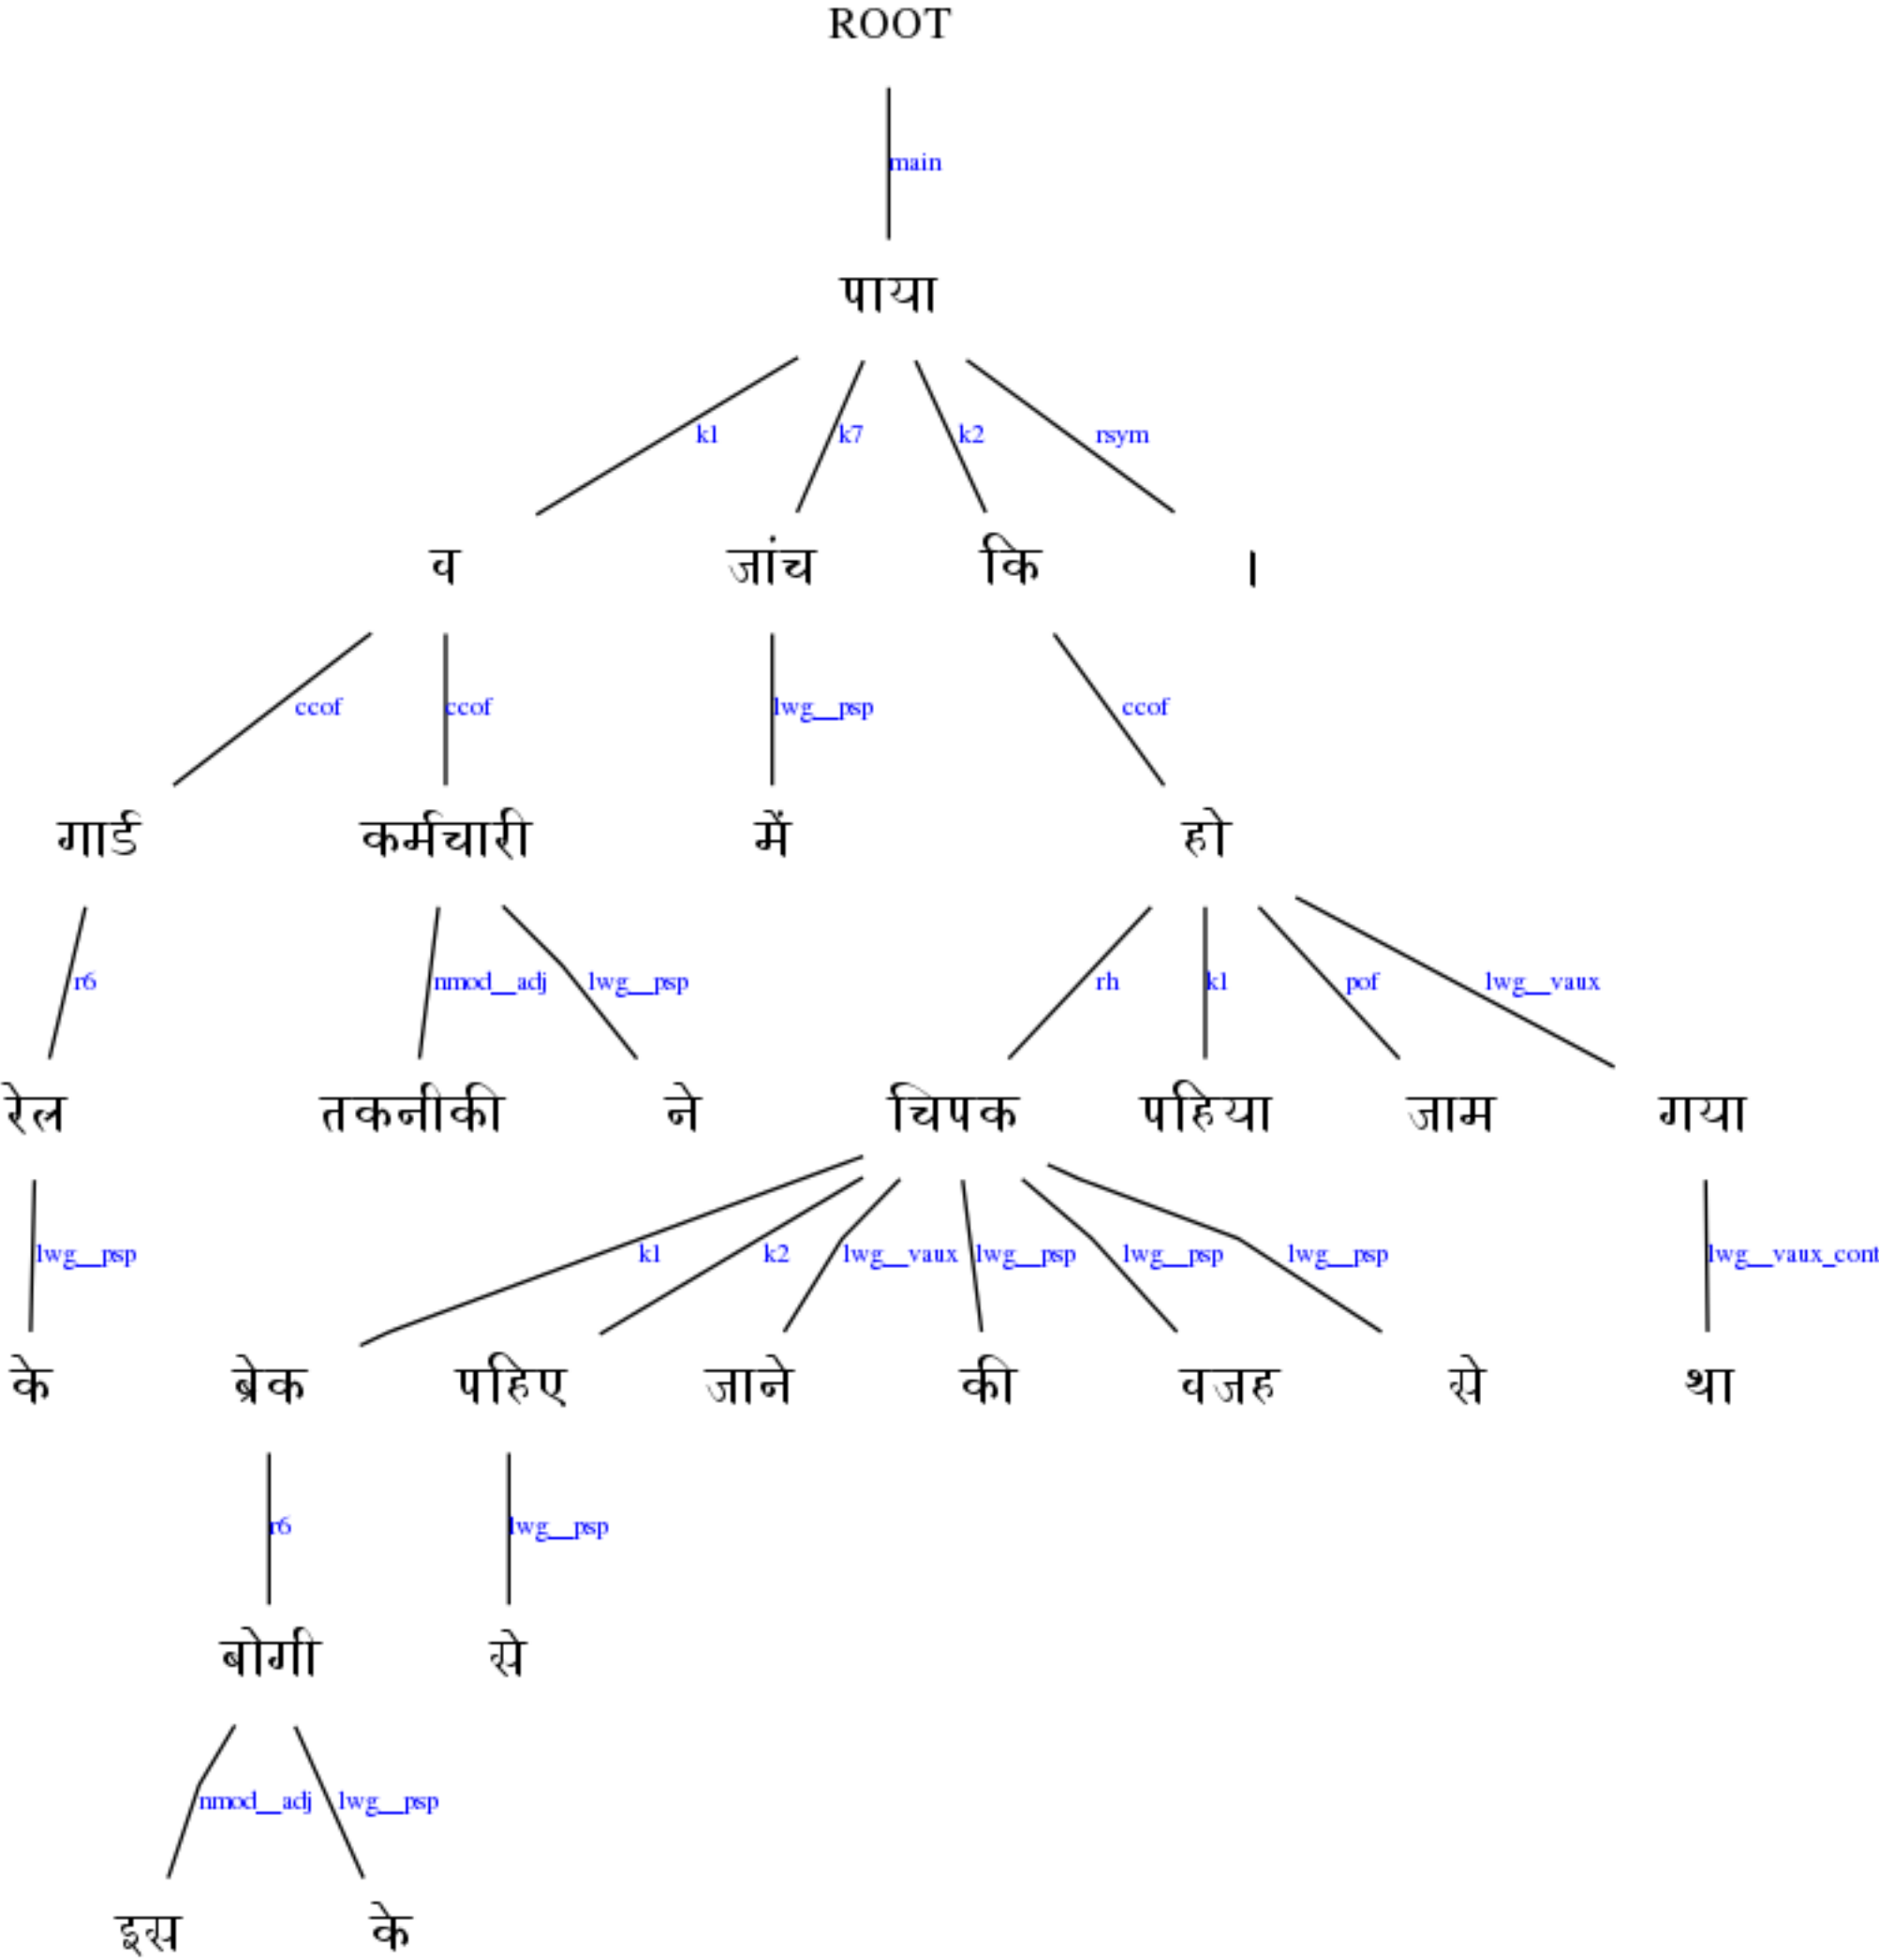 ROOT
main
पाया
k1 k7 k2 rsym
व जांच कि ।
ccof ccof lwg__psp ccof
गार्ड कर्मचारी में हो
r6 nmod__adj lwg__psp rh k1 pof lwg__vaux
रेल तकनीकी ने चिपक पहिया जाम गया
lwg__psp k1 k2 lwg__vaux lwg__psp lwg__psp lwg__psp lwg__vaux_cont
के ब्रेक पहिए जाने की वजह से था
r6 lwg__psp
बोगी से
nmod__adj lwg__psp
इस के